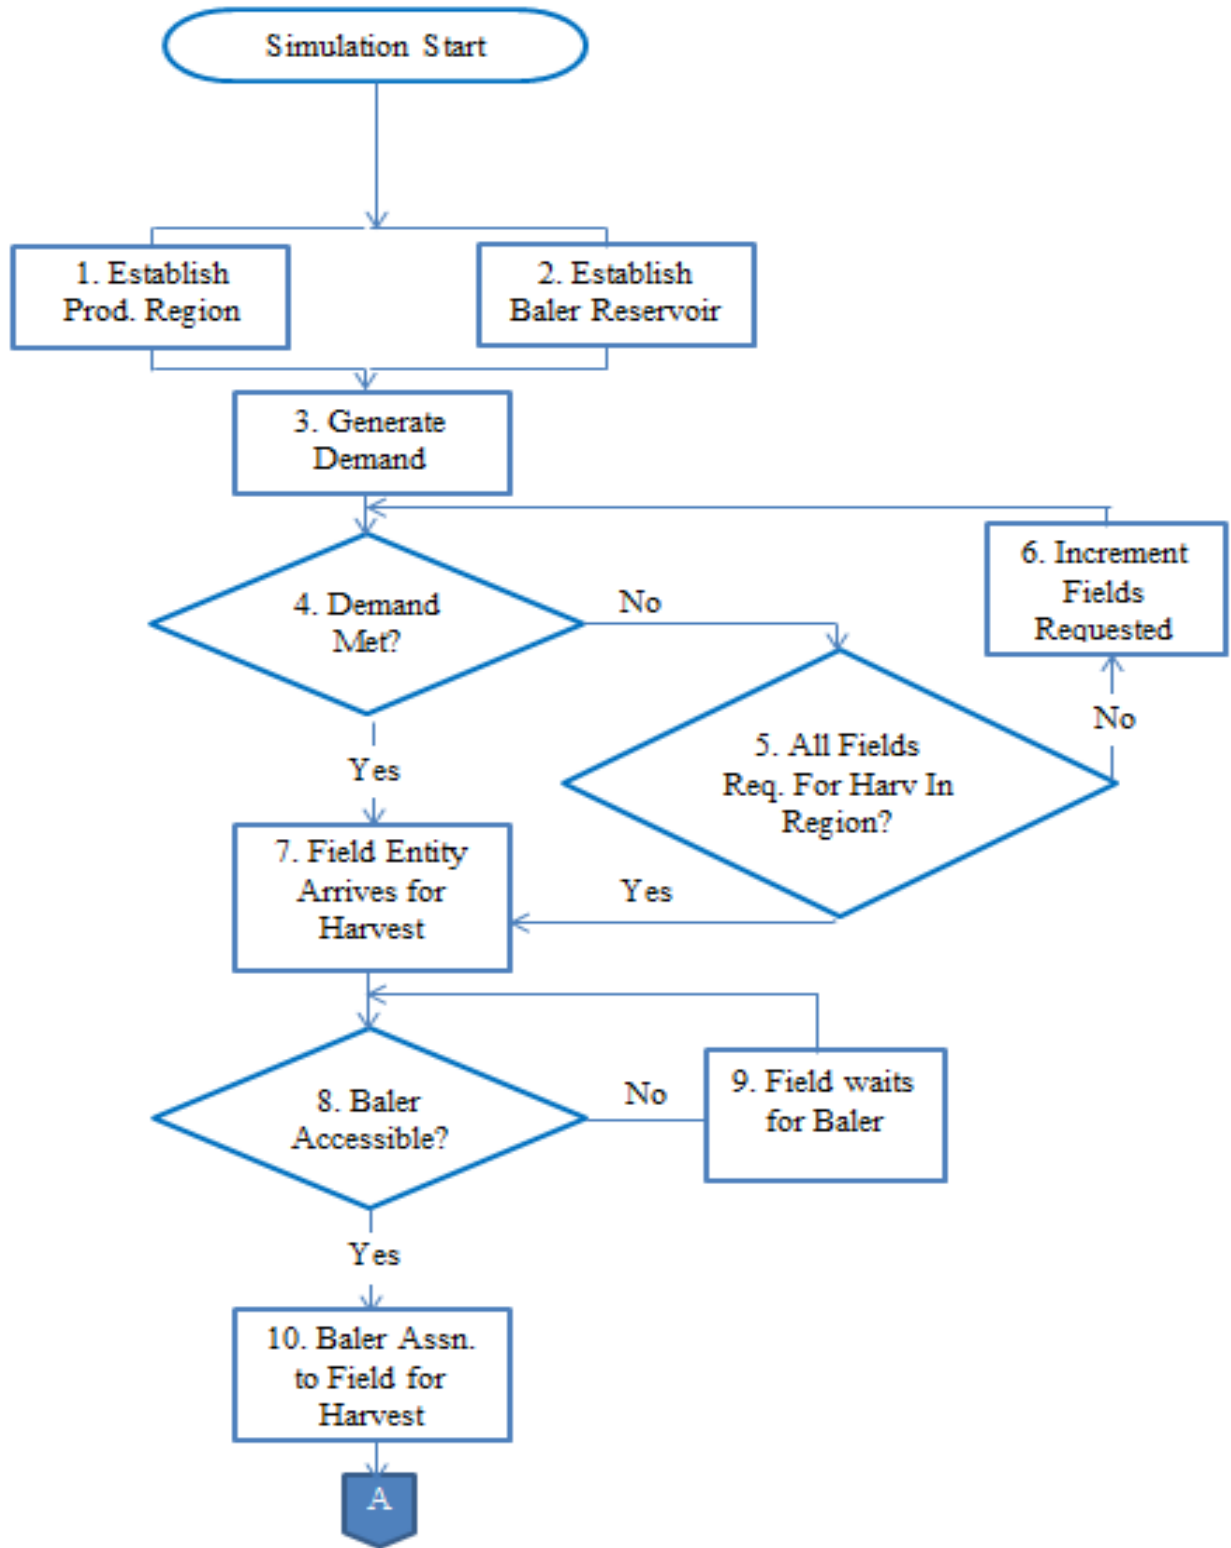 Simulation Start
1. Establish
Prod. Region
2. Establish
Baler Reservoir
3. Generate
Demand
4. Demand
Met?
No
6. Increment
Fields
Requested
No
5. All Fields
Req. For Harv In
Region?
Yes
Yes
7. Field Entity
Arrives for
Harvest
8. Baler
Accessible?
No
9. Field waits
for Baler
Yes
10. Baler Assn.
to Field for
Harvest
A